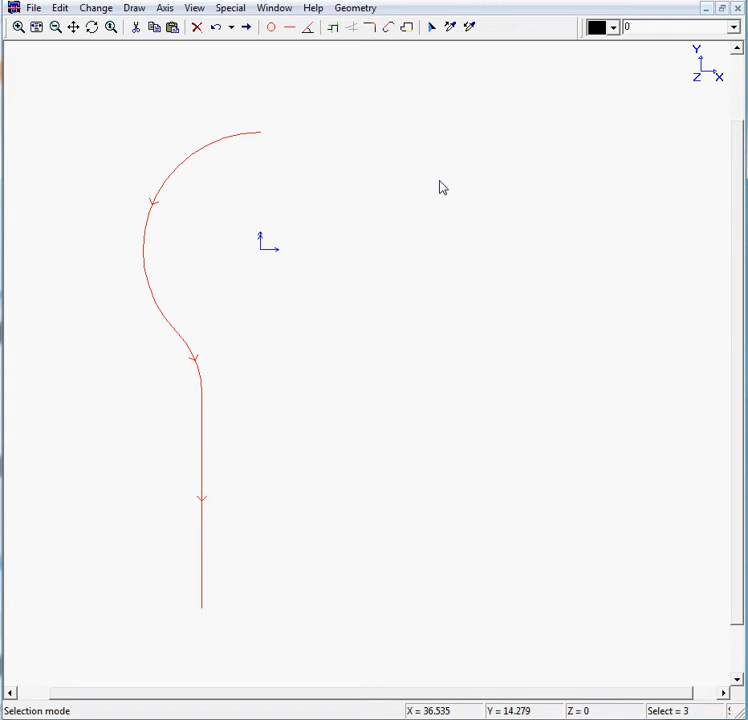 File Edit Change Draw Axis View Special Window Help Geometry
0
Y
Z X
Selection mode X = 36.535 Y = 14.279 Z = 0 Select = 3